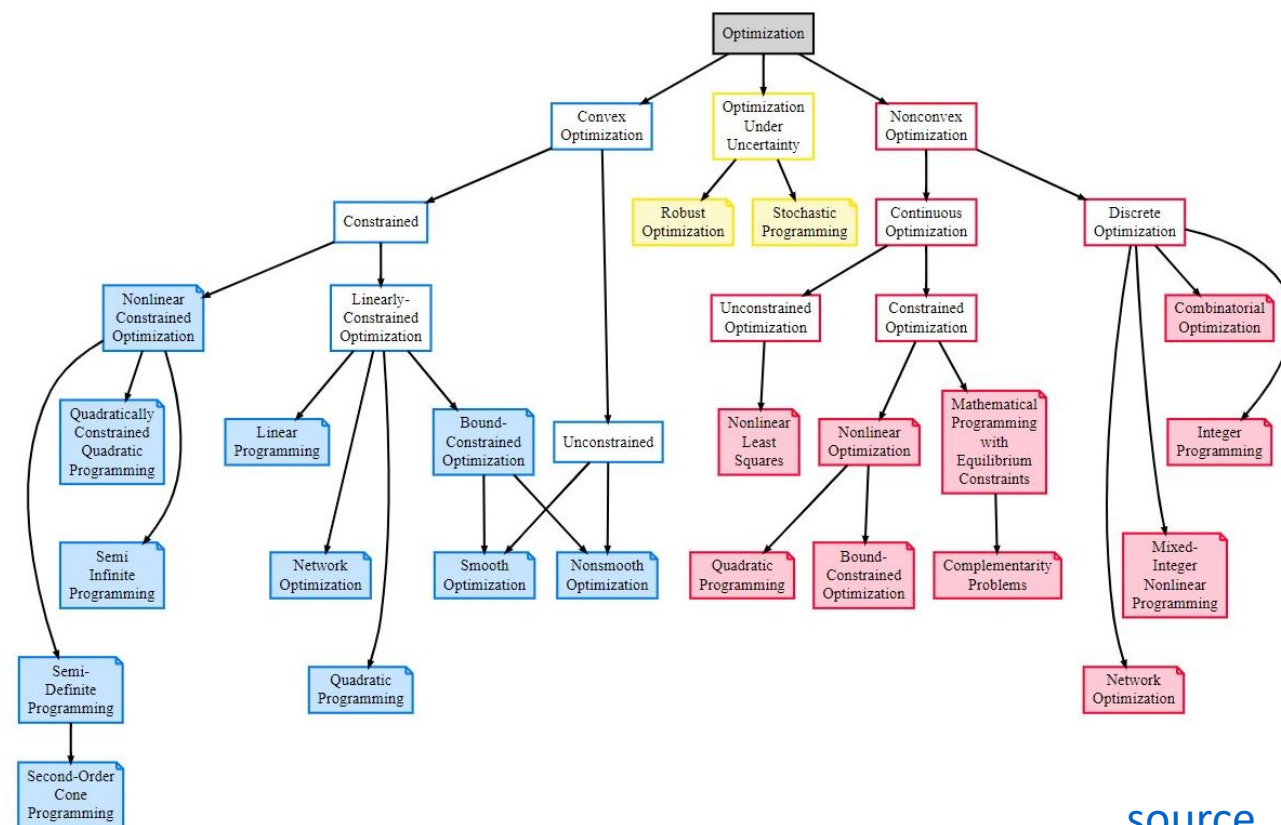 Optimization
Convex
Optimization
Optimization
Under
Uncertainty
Nonconvex
Optimization
Constrained
Robust
Optimization
Stochastic
Programming
Continuous
Optimization
Discrete
Optimization
Nonlinear
Constrained
Optimization
Linearly-
Constrained
Optimization
Unconstrained
Optimization
Constrained
Optimization
Combinatorial
Optimization
Quadratically
Constrained
Quadratic
Programming
Linear
Programming
Bound-
Constrained
Optimization
Unconstrained
Nonlinear
Least
Squares
Nonlinear
Optimization
Mathematical
Programming
with
Equilibrium
Constraints
Integer
Programming
Semi
Infinite
Programming
Network
Optimization
Smooth
Optimization
Nonsmooth
Optimization
Quadratic
Programming
Bound-
Constrained
Optimization
Complementarity
Problems
Mixed-
Integer
Nonlinear
Programming
Semi-
Definite
Programming
Quadratic
Programming
Network
Optimization
Second-Order
Cone
Programming
source